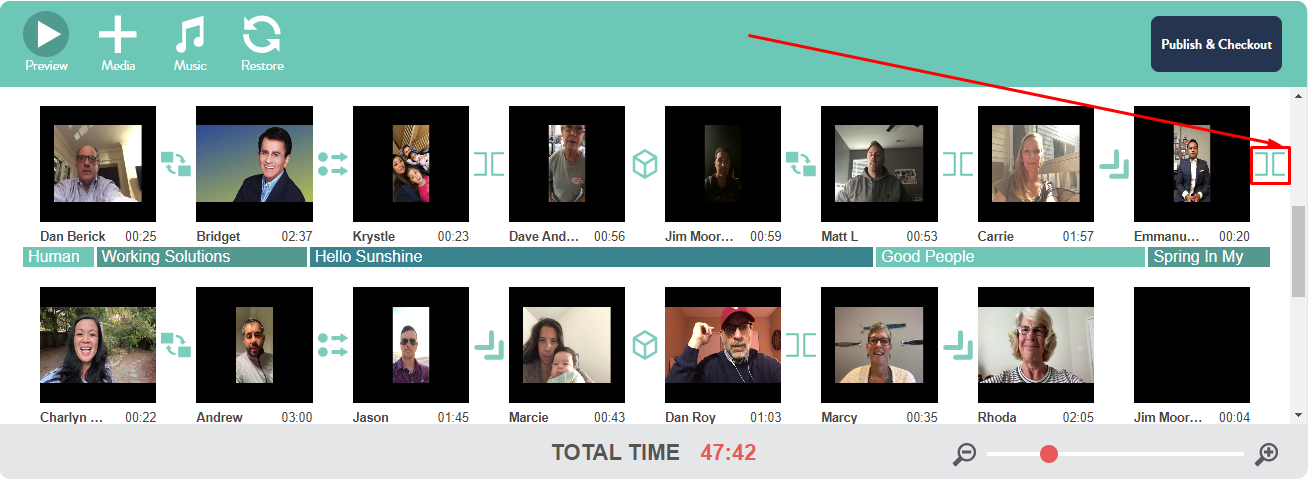 Preview Media Music Restore Publish & Checkout
Dan Berick 00:25 Bridget 02:37 Krystle 00:23 Dave And... 00:56 Jim Moor... 00:59 Matt L 00:53 Carrie 01:57 Emmanu... 00:20
Human Working Solutions Hello Sunshine Good People Spring In My
Charlyn ... 00:22 Andrew 03:00 Jason 01:45 Marcie 00:43 Dan Roy 01:03 Marcy 00:35 Rhoda 02:05 Jim Moor... 00:04
TOTAL TIME 47:42